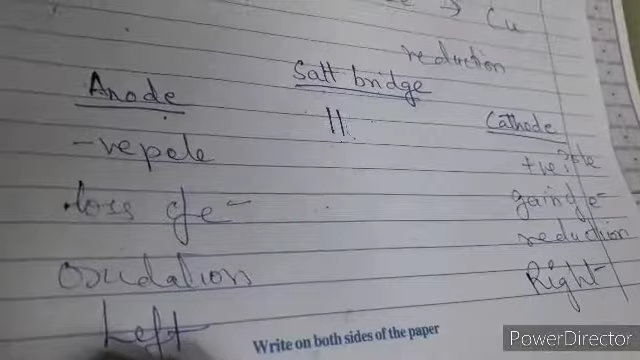 → Cu
reduction
Anode
Salt bridge
Cathode
||
-ve pole
+ve pole
loss of e-
gain of e-
reduction
Oxidation
Right
Left
Write on both sides of the paper
PowerDirector